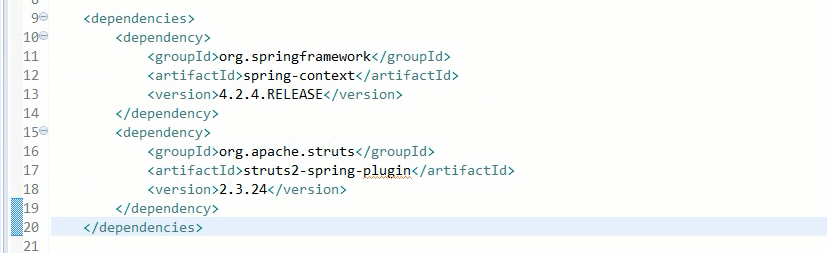 9 <dependencies>
10 <dependency>
11 <groupId>org.springframework</groupId>
12 <artifactId>spring-context</artifactId>
13 <version>4.2.4.RELEASE</version>
14 </dependency>
15 <dependency>
16 <groupId>org.apache.struts</groupId>
17 <artifactId>struts2-spring-plugin</artifactId>
18 <version>2.3.24</version>
19 </dependency>
20 </dependencies>
21